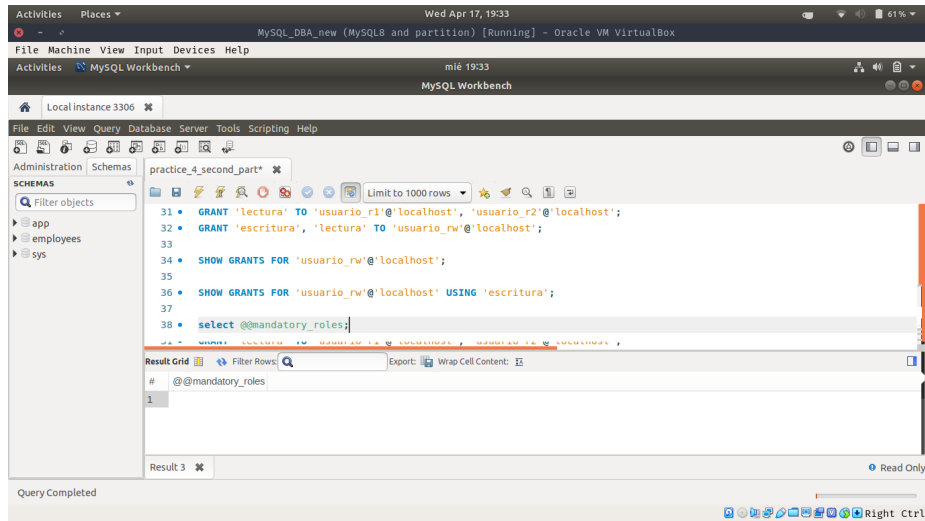 Activities Places Wed Apr 17, 19:33 61%
MySQL_DBA_new (MySQL8 and partition) [Running] - Oracle VM VirtualBox
File Machine View Input Devices Help
Activities MySQL Workbench mié 19:33
MySQL Workbench
Local instance 3306
File Edit View Query Database Server Tools Scripting Help
Administration Schemas practice_4_second_part*
SCHEMAS
Filter objects Limit to 1000 rows
app
employees
sys
31 GRANT 'lectura' TO 'usuario_r1'@'localhost', 'usuario_r2'@'localhost';
32 GRANT 'escritura', 'lectura' TO 'usuario_rw'@'localhost';
33
34 SHOW GRANTS FOR 'usuario_rw'@'localhost';
35
36 SHOW GRANTS FOR 'usuario_rw'@'localhost' USING 'escritura';
37
38 select @@mandatory_roles;
Result Grid Filter Rows: Export: Wrap Cell Content:
# @@mandatory_roles
1
Result 3 Read Only
Query Completed
Right Ctrl